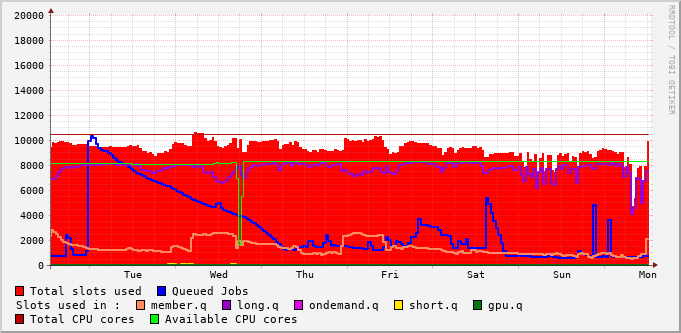 20000
18000
16000
14000
12000
10000
8000
6000
4000
2000
0
Tue Wed Thu Fri Sat Sun Mon
Total slots used Queued Jobs
Slots used in : member.q long.q ondemand.q short.q gpu.q
Total CPU cores Available CPU cores
RRDTOOL / TOBI OETIKER